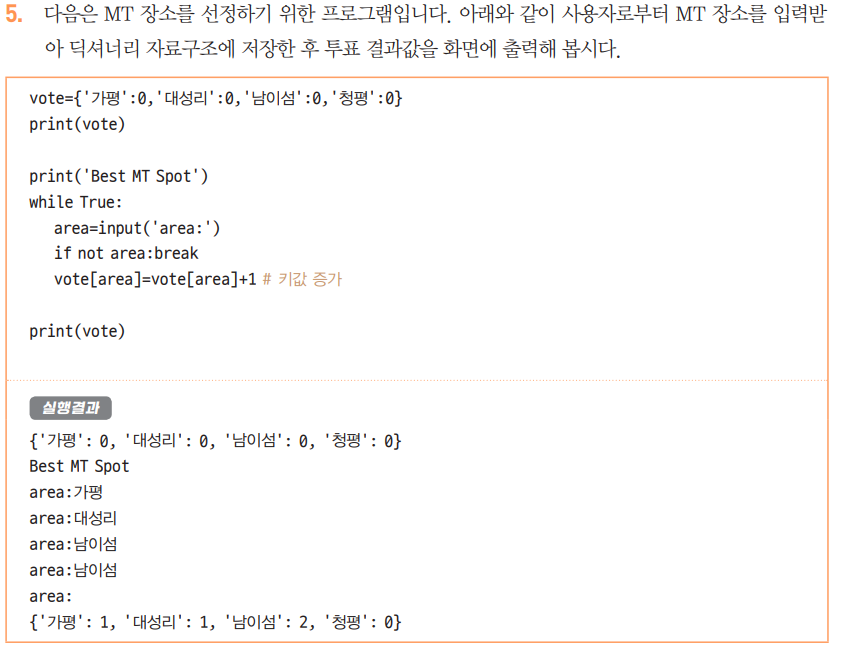 5. 다음은 MT 장소를 선정하기 위한 프로그램입니다. 아래와 같이 사용자로부터 MT 장소를 입력받
아 딕셔너리 자료구조에 저장한 후 투표 결과값을 화면에 출력해 봅시다.
vote={'가평':0,'대성리':0,'남이섬':0,'청평':0}
print(vote)
print('Best MT Spot')
while True:
area=input('area:')
if not area:break
vote[area]=vote[area]+1 # 키값 증가
print(vote)
실행결과
{'가평': 0, '대성리': 0, '남이섬': 0, '청평': 0}
Best MT Spot
area:가평
area:대성리
area:남이섬
area:남이섬
area:
{'가평': 1, '대성리': 1, '남이섬': 2, '청평': 0}